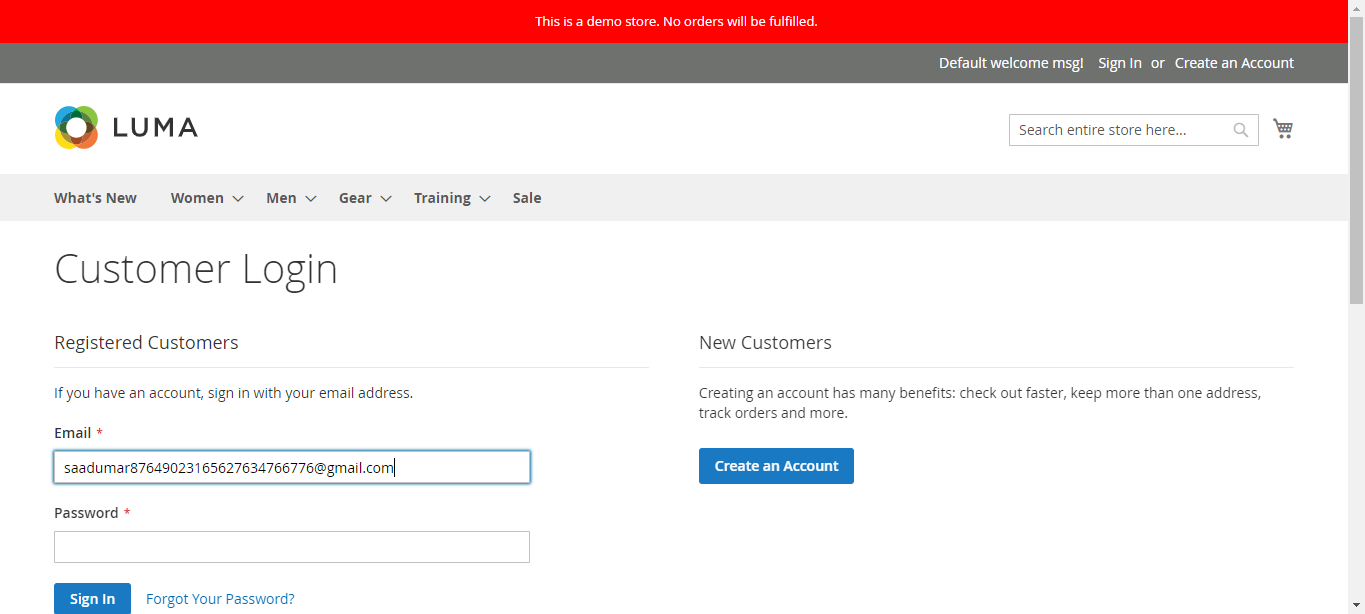 This is a demo store. No orders will be fulfilled.
Default welcome msg! Sign In or Create an Account
LUMA
Search entire store here...
What's New Women Men Gear Training Sale
Customer Login
Registered Customers
If you have an account, sign in with your email address.
Email *
saadumar87649023165627634766776@gmail.com
Password *
Sign In Forgot Your Password?
New Customers
Creating an account has many benefits: check out faster, keep more than one address,
track orders and more.
Create an Account